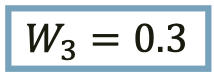 W₃ = 0.3